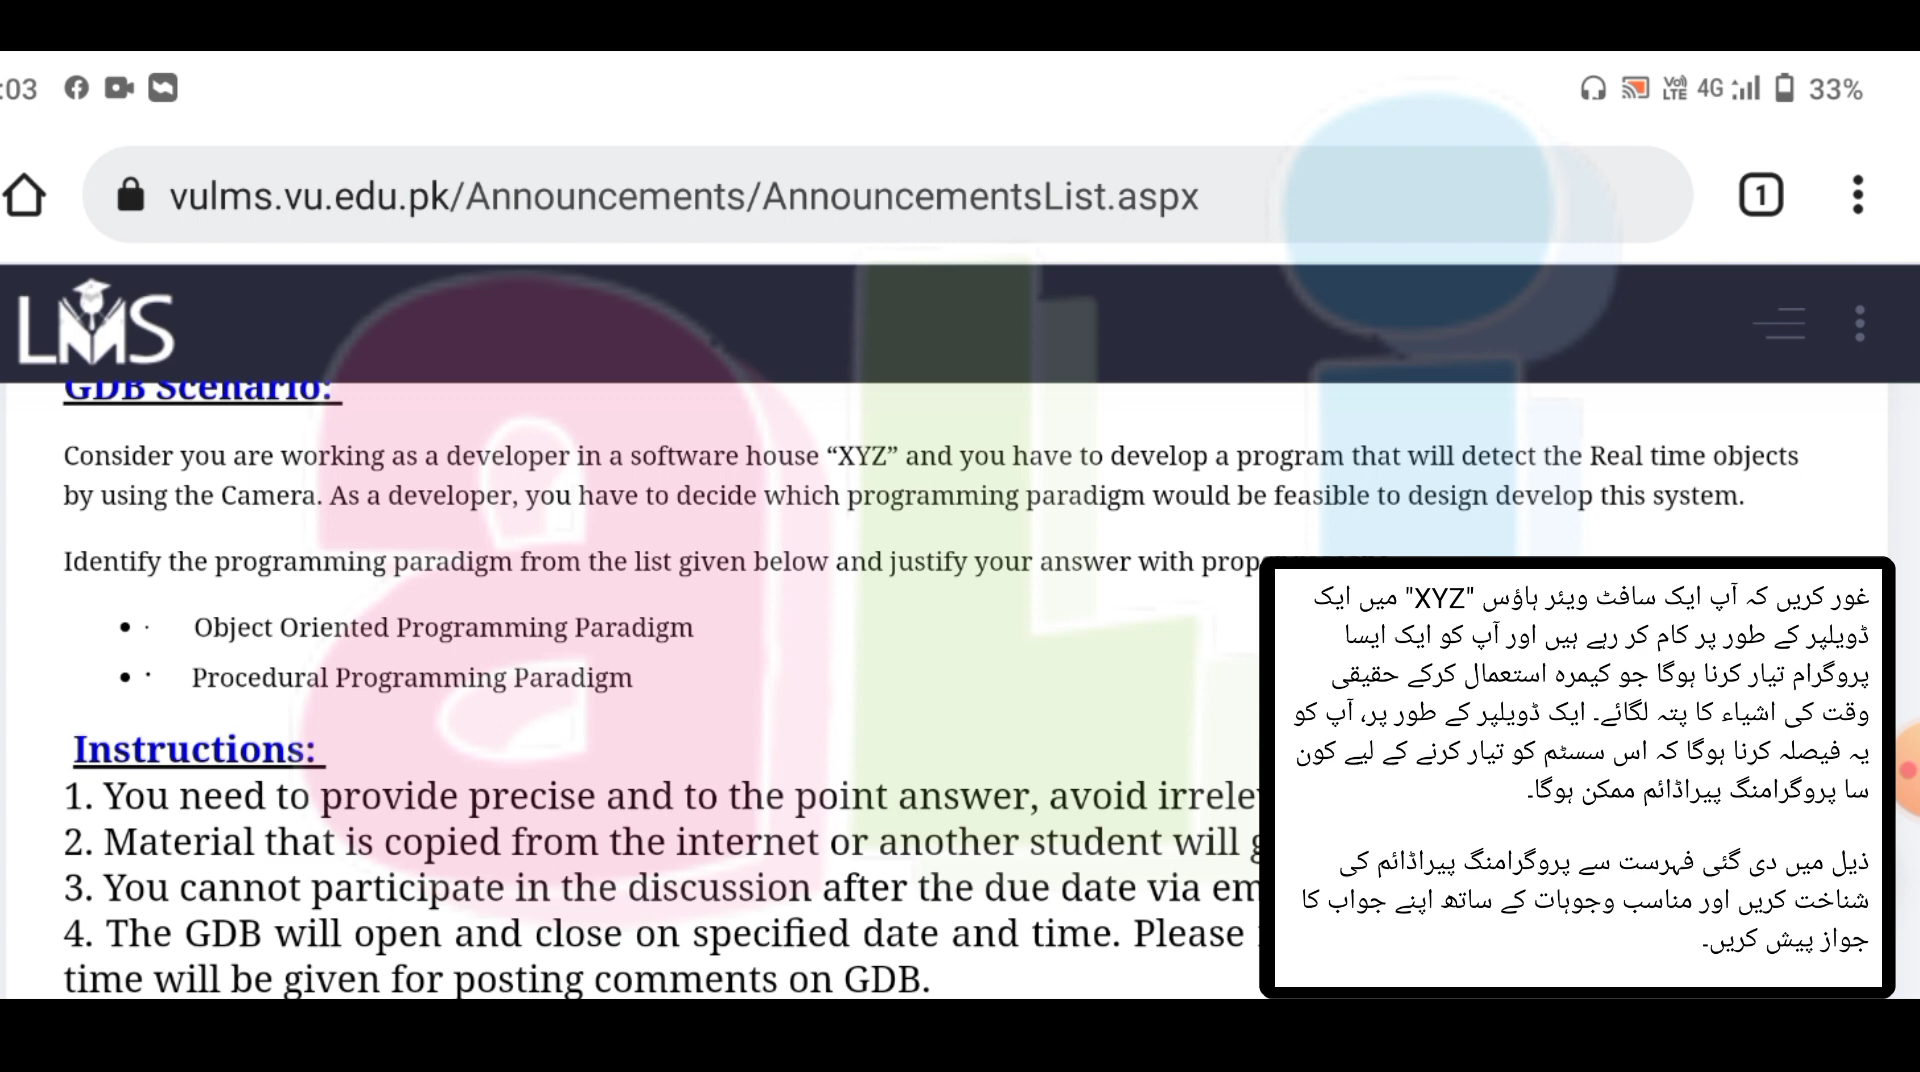 :03
Vo) LTE 4G 33%
vulms.vu.edu.pk/Announcements/AnnouncementsList.aspx
1
LMS
GDB Scenario:
Consider you are working as a developer in a software house “XYZ” and you have to develop a program that will detect the Real time objects
by using the Camera. As a developer, you have to decide which programming paradigm would be feasible to design develop this system.
Identify the programming paradigm from the list given below and justify your answer with prop
• · Object Oriented Programming Paradigm
• · Procedural Programming Paradigm
Instructions:
1. You need to provide precise and to the point answer, avoid irrele
2. Material that is copied from the internet or another student will g
3. You cannot participate in the discussion after the due date via em
4. The GDB will open and close on specified date and time. Please
time will be given for posting comments on GDB.
غور کریں کہ آپ ایک سافٹ ویئر ہاؤس "XYZ" میں ایک
ڈویلپر کے طور پر کام کر رہے ہیں اور آپ کو ایک ایسا
پروگرام تیار کرنا ہوگا جو کیمرہ استعمال کرکے حقیقی
وقت کی اشیاء کا پتہ لگائے۔ ایک ڈویلپر کے طور پر، آپ کو
یہ فیصلہ کرنا ہوگا کہ اس سسٹم کو تیار کرنے کے لیے کون
سا پروگرامنگ پیراڈائم ممکن ہوگا۔
ذیل میں دی گئی فہرست سے پروگرامنگ پیراڈائم کی
شناخت کریں اور مناسب وجوہات کے ساتھ اپنے جواب کا
جواز پیش کریں۔
aLi